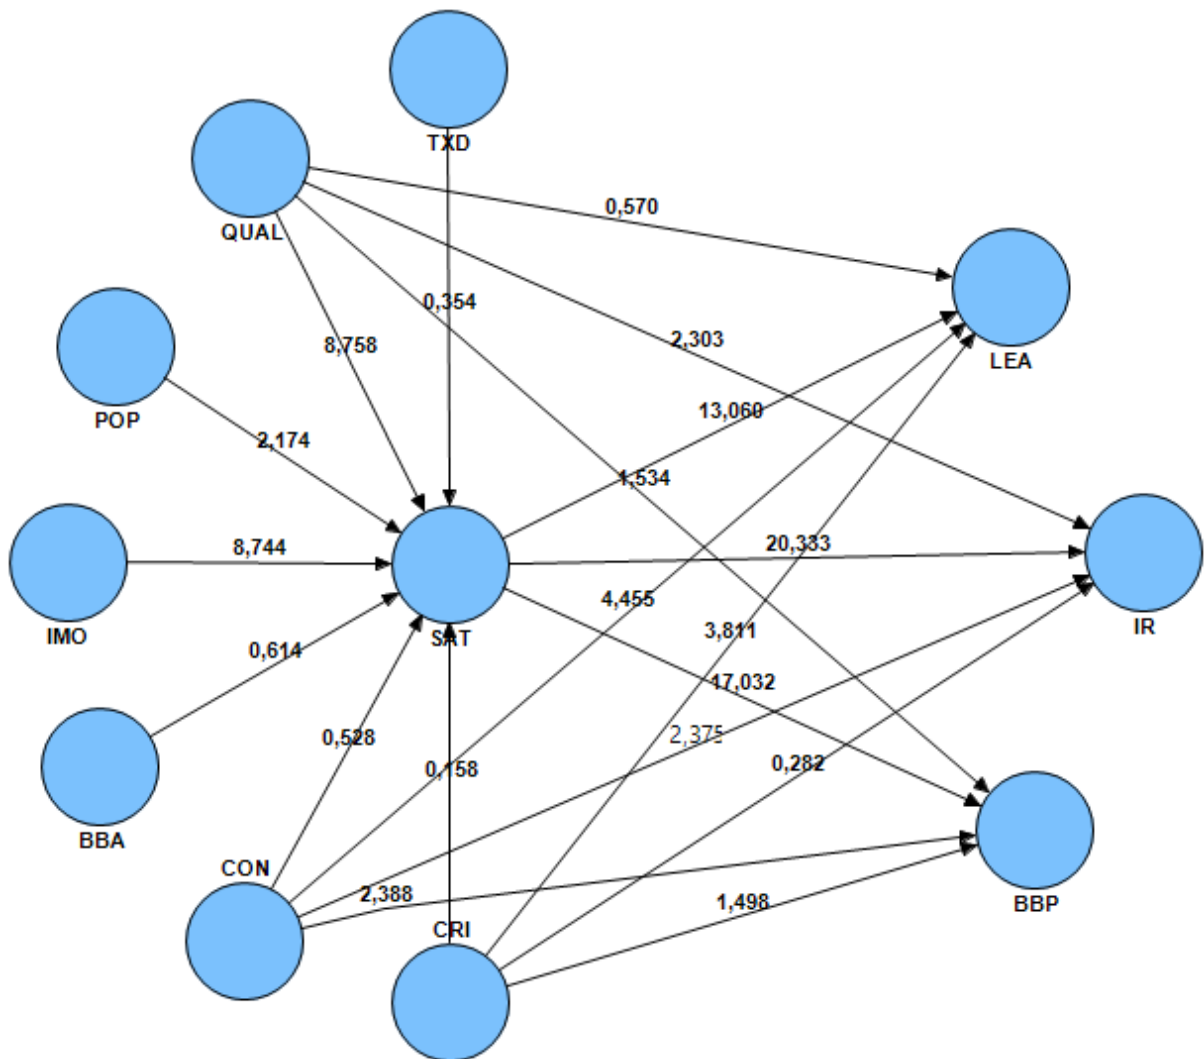 TXD
QUAL
0,570
0,354
2,303
8,758
LEA
POP
13,060
2,174
1,534
8,744
20,333
4,455
IMO
SAT
3,811
IR
0,614
17,032
0,528
2,375
0,158
0,282
BBA
CON
2,388
1,498
BBP
CRI